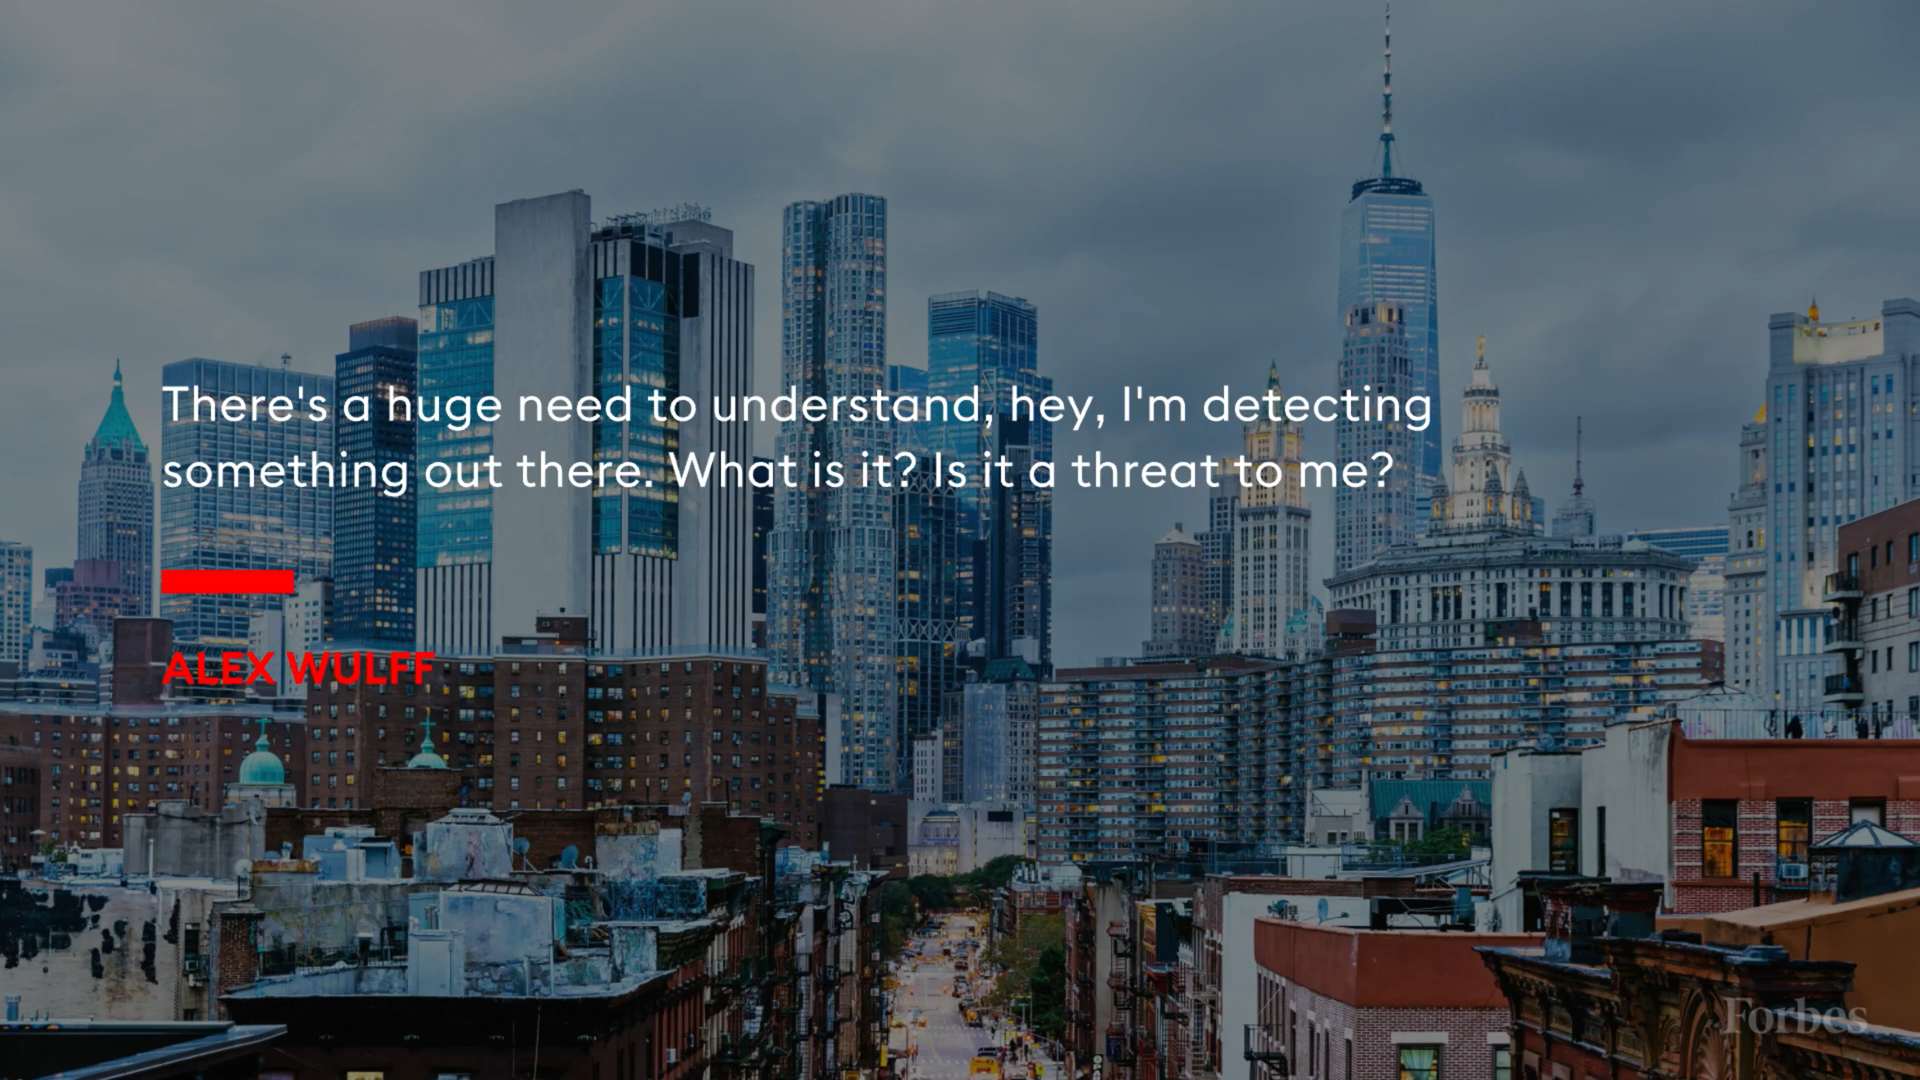 There's a huge need to understand, hey, I'm detecting
something out there. What is it? Is it a threat to me?
ALEX WULFF
Forbes